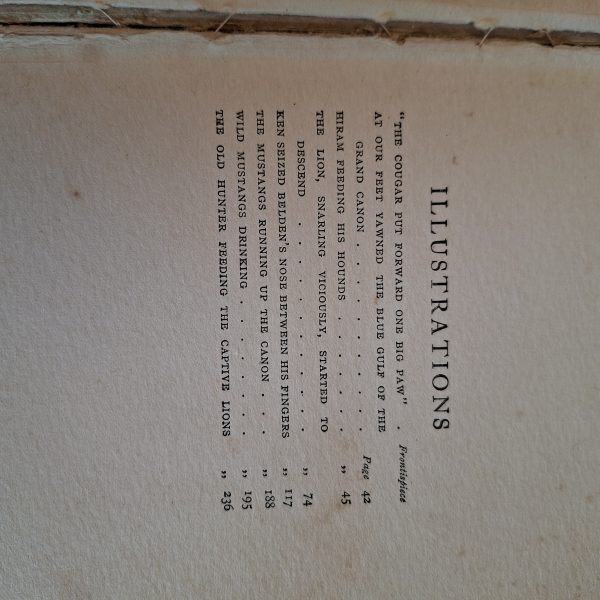 ILLUSTRATIONS
"THE COUGAR PUT FORWARD ONE BIG PAW" . Frontispiece
AT OUR FEET YAWNED THE BLUE GULF OF THE
GRAND CANON . . . . . . . . . . Page 42
HIRAM FEEDING HIS HOUNDS . . . . . . . " 45
THE LION, SNARLING VICIOUSLY, STARTED TO
DESCEND . . . . . . . . . . . " 74
KEN SEIZED BELDEN'S NOSE BETWEEN HIS FINGERS " 117
THE MUSTANGS RUNNING UP THE CANON . . . " 188
WILD MUSTANGS DRINKING . . . . . . . . " 195
THE OLD HUNTER FEEDING THE CAPTIVE LIONS " 236